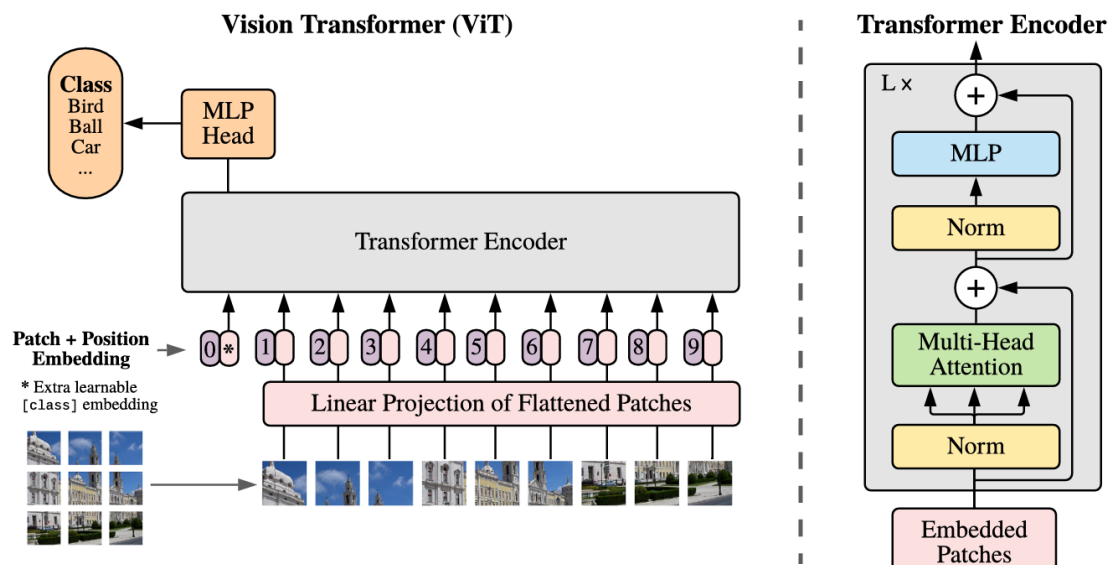 Vision Transformer (ViT)
Class
Bird
Ball
Car
...
MLP
Head
Transformer Encoder
Patch + Position
Embedding
0 * 1 2 3 4 5 6 7 8 9
* Extra learnable
[class] embedding
Linear Projection of Flattened Patches
Transformer Encoder
L ×
+
MLP
Norm
+
Multi-Head
Attention
Norm
Embedded
Patches